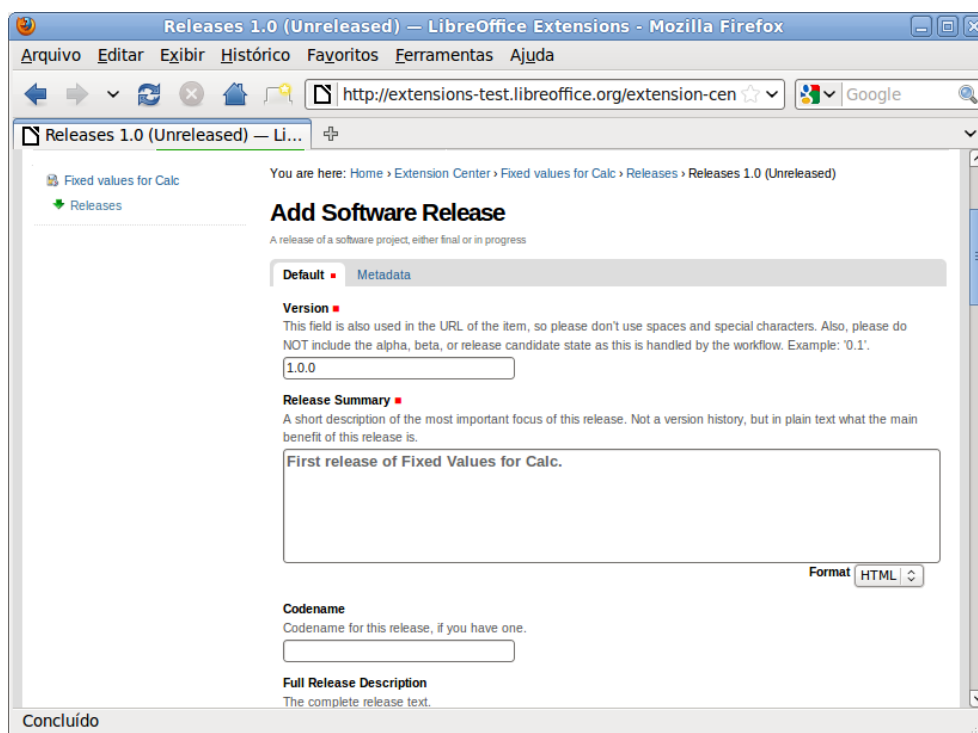 Releases 1.0 (Unreleased) — LibreOffice Extensions - Mozilla Firefox
Arquivo Editar Exibir Histórico Favoritos Ferramentas Ajuda
http://extensions-test.libreoffice.org/extension-cen Google
Releases 1.0 (Unreleased) — Li...
Fixed values for Calc
Releases
You are here: Home › Extension Center › Fixed values for Calc › Releases › Releases 1.0 (Unreleased)
Add Software Release
A release of a software project, either final or in progress
Default Metadata
Version
This field is also used in the URL of the item, so please don't use spaces and special characters. Also, please do
NOT include the alpha, beta, or release candidate state as this is handled by the workflow. Example: '0.1'.
1.0.0
Release Summary
A short description of the most important focus of this release. Not a version history, but in plain text what the main
benefit of this release is.
First release of Fixed Values for Calc.
Format HTML
Codename
Codename for this release, if you have one.
Full Release Description
The complete release text.
Concluído